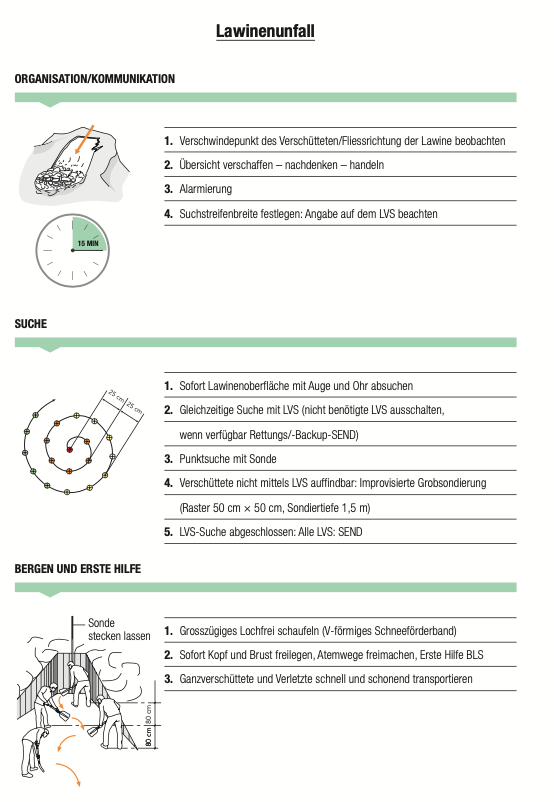 Lawinenunfall
ORGANISATION/KOMMUNIKATION
1. Verschwindepunkt des Verschütteten/Fliessrichtung der Lawine beobachten
2. Übersicht verschaffen – nachdenken – handeln
3. Alarmierung
4. Suchstreifenbreite festlegen: Angabe auf dem LVS beachten
15 MIN
SUCHE
25 cm
25 cm
1. Sofort Lawinenoberfläche mit Auge und Ohr absuchen
2. Gleichzeitige Suche mit LVS (nicht benötigte LVS ausschalten,
wenn verfügbar Rettungs/-Backup-SEND)
3. Punktsuche mit Sonde
4. Verschüttete nicht mittels LVS auffindbar: Improvisierte Grobsondierung
(Raster 50 cm × 50 cm, Sondiertiefe 1,5 m)
5. LVS-Suche abgeschlossen: Alle LVS: SEND
BERGEN UND ERSTE HILFE
Sonde
stecken lassen
80 cm
80 cm
1. Grosszügiges Lochfrei schaufeln (V-förmiges Schneeförderband)
2. Sofort Kopf und Brust freilegen, Atemwege freimachen, Erste Hilfe BLS
3. Ganzverschüttete und Verletzte schnell und schonend transportieren